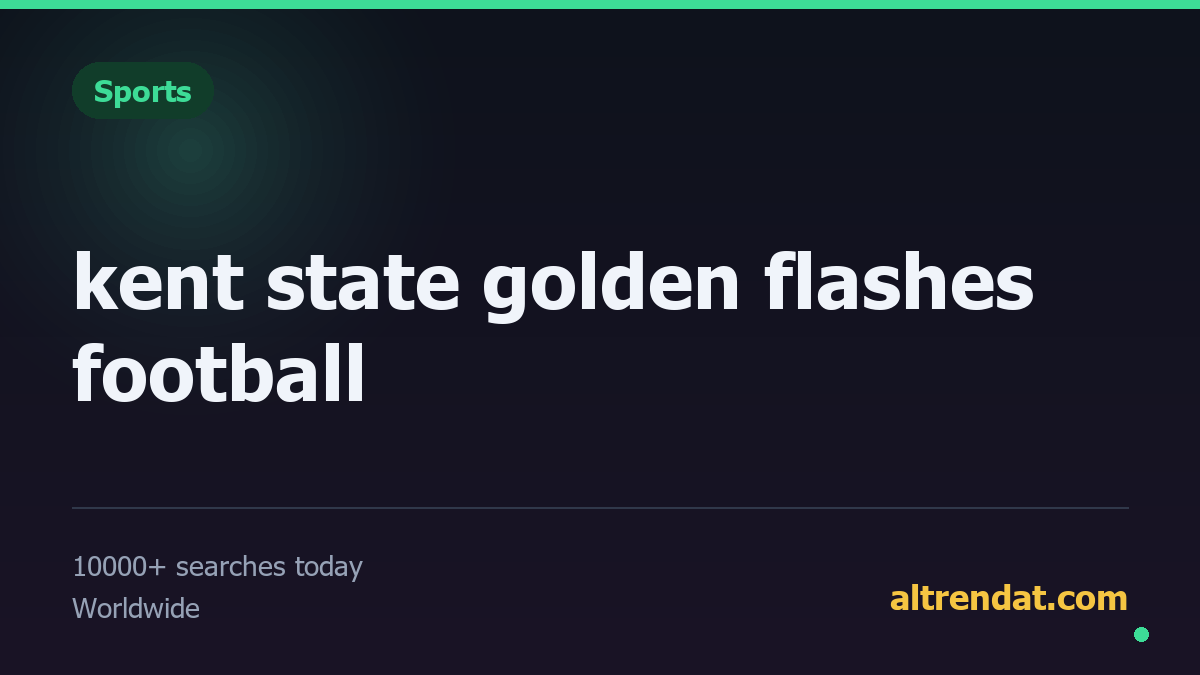 Sports
kent state golden flashes
football
10000+ searches today
Worldwide
altrendat.com